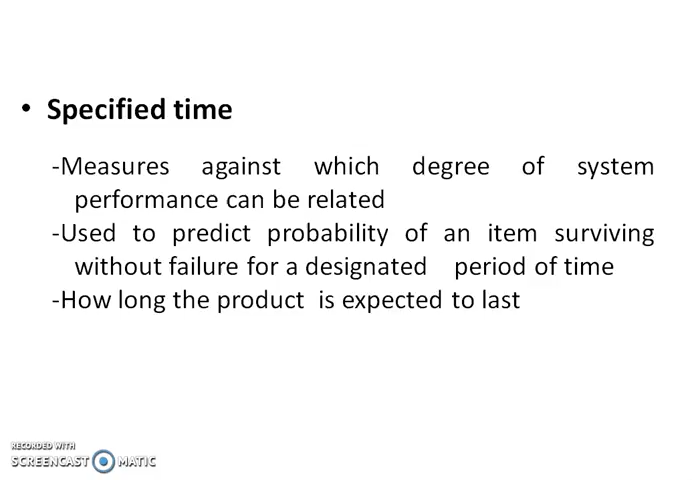 • Specified time
-Measures against which degree of system
performance can be related
-Used to predict probability of an item surviving
without failure for a designated period of time
-How long the product is expected to last
RECORDED WITH
SCREENCAST MATIC